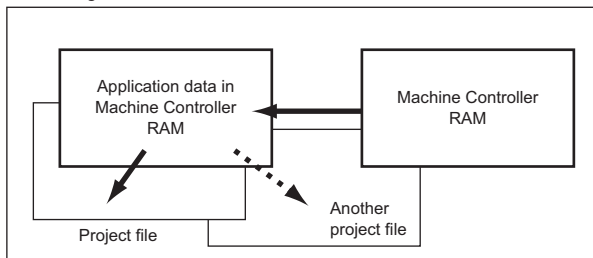 Application data in
Machine Controller
RAM
Machine Controller
RAM
Project file
Another
project file